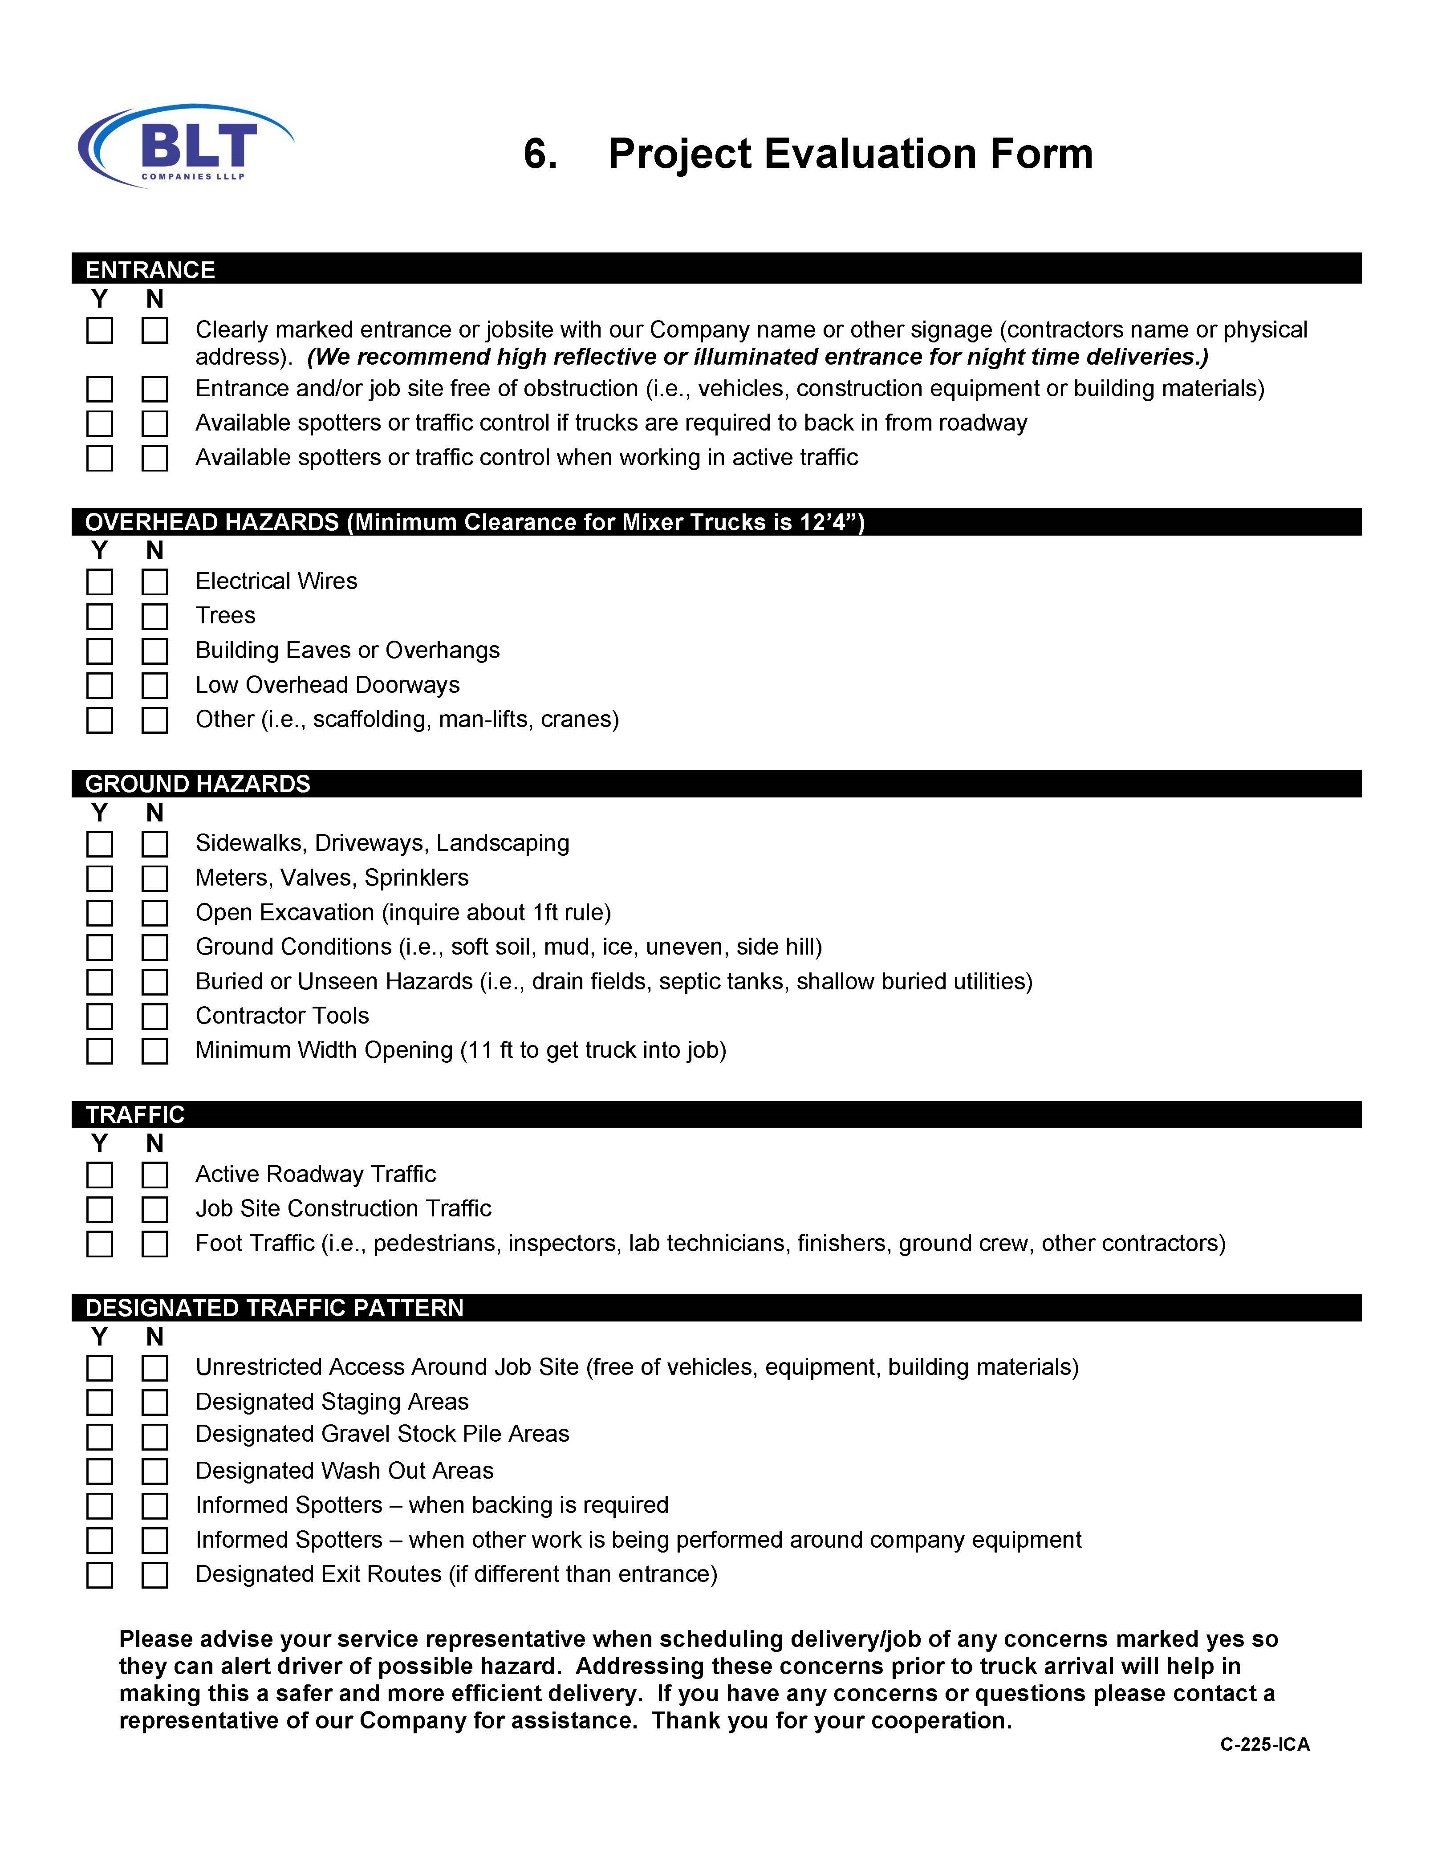 BLT
COMPANIES LLLP
6. Project Evaluation Form
ENTRANCE
Y N
Clearly marked entrance or jobsite with our Company name or other signage (contractors name or physical
address). (We recommend high reflective or illuminated entrance for night time deliveries.)
Entrance and/or job site free of obstruction (i.e., vehicles, construction equipment or building materials)
Available spotters or traffic control if trucks are required to back in from roadway
Available spotters or traffic control when working in active traffic
OVERHEAD HAZARDS (Minimum Clearance for Mixer Trucks is 12’4”)
Y N
Electrical Wires
Trees
Building Eaves or Overhangs
Low Overhead Doorways
Other (i.e., scaffolding, man-lifts, cranes)
GROUND HAZARDS
Y N
Sidewalks, Driveways, Landscaping
Meters, Valves, Sprinklers
Open Excavation (inquire about 1ft rule)
Ground Conditions (i.e., soft soil, mud, ice, uneven, side hill)
Buried or Unseen Hazards (i.e., drain fields, septic tanks, shallow buried utilities)
Contractor Tools
Minimum Width Opening (11 ft to get truck into job)
TRAFFIC
Y N
Active Roadway Traffic
Job Site Construction Traffic
Foot Traffic (i.e., pedestrians, inspectors, lab technicians, finishers, ground crew, other contractors)
DESIGNATED TRAFFIC PATTERN
Y N
Unrestricted Access Around Job Site (free of vehicles, equipment, building materials)
Designated Staging Areas
Designated Gravel Stock Pile Areas
Designated Wash Out Areas
Informed Spotters – when backing is required
Informed Spotters – when other work is being performed around company equipment
Designated Exit Routes (if different than entrance)
Please advise your service representative when scheduling delivery/job of any concerns marked yes so
they can alert driver of possible hazard. Addressing these concerns prior to truck arrival will help in
making this a safer and more efficient delivery. If you have any concerns or questions please contact a
representative of our Company for assistance. Thank you for your cooperation.
C-225-ICA